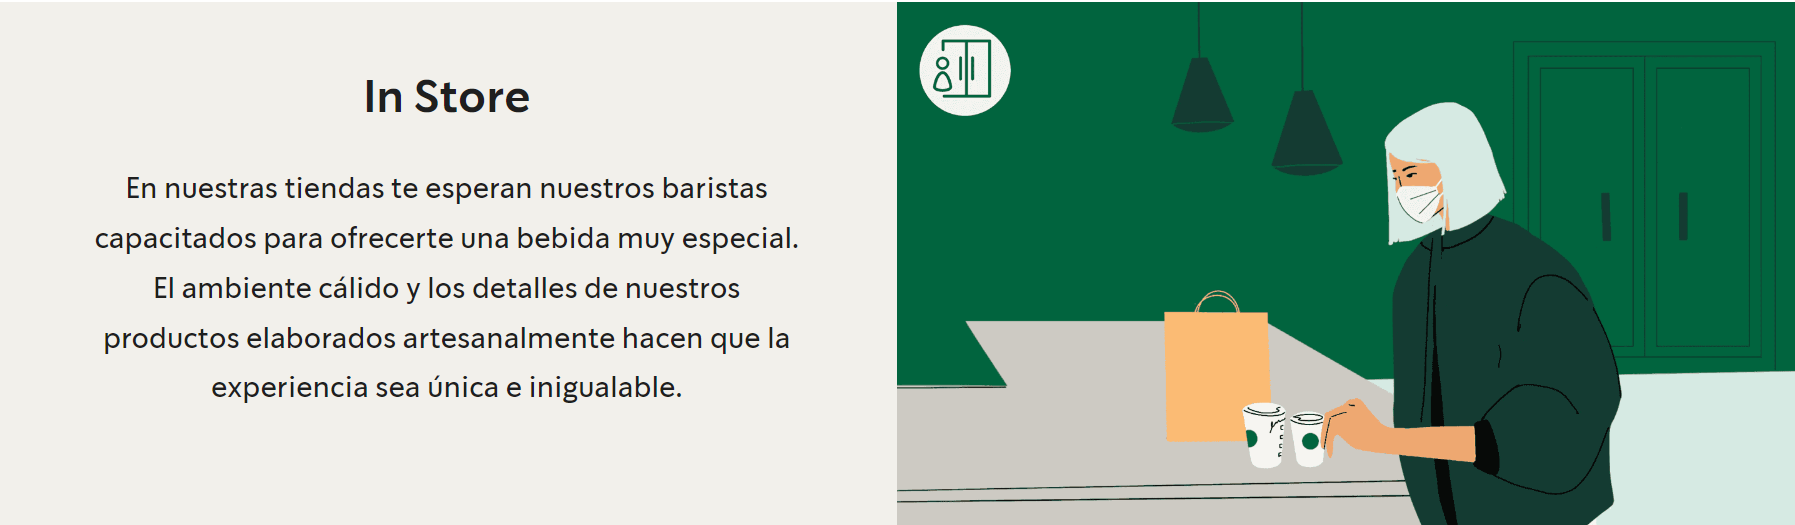 In Store
En nuestras tiendas te esperan nuestros baristas
capacitados para ofrecerte una bebida muy especial.
El ambiente cálido y los detalles de nuestros
productos elaborados artesanalmente hacen que la
experiencia sea única e inigualable.